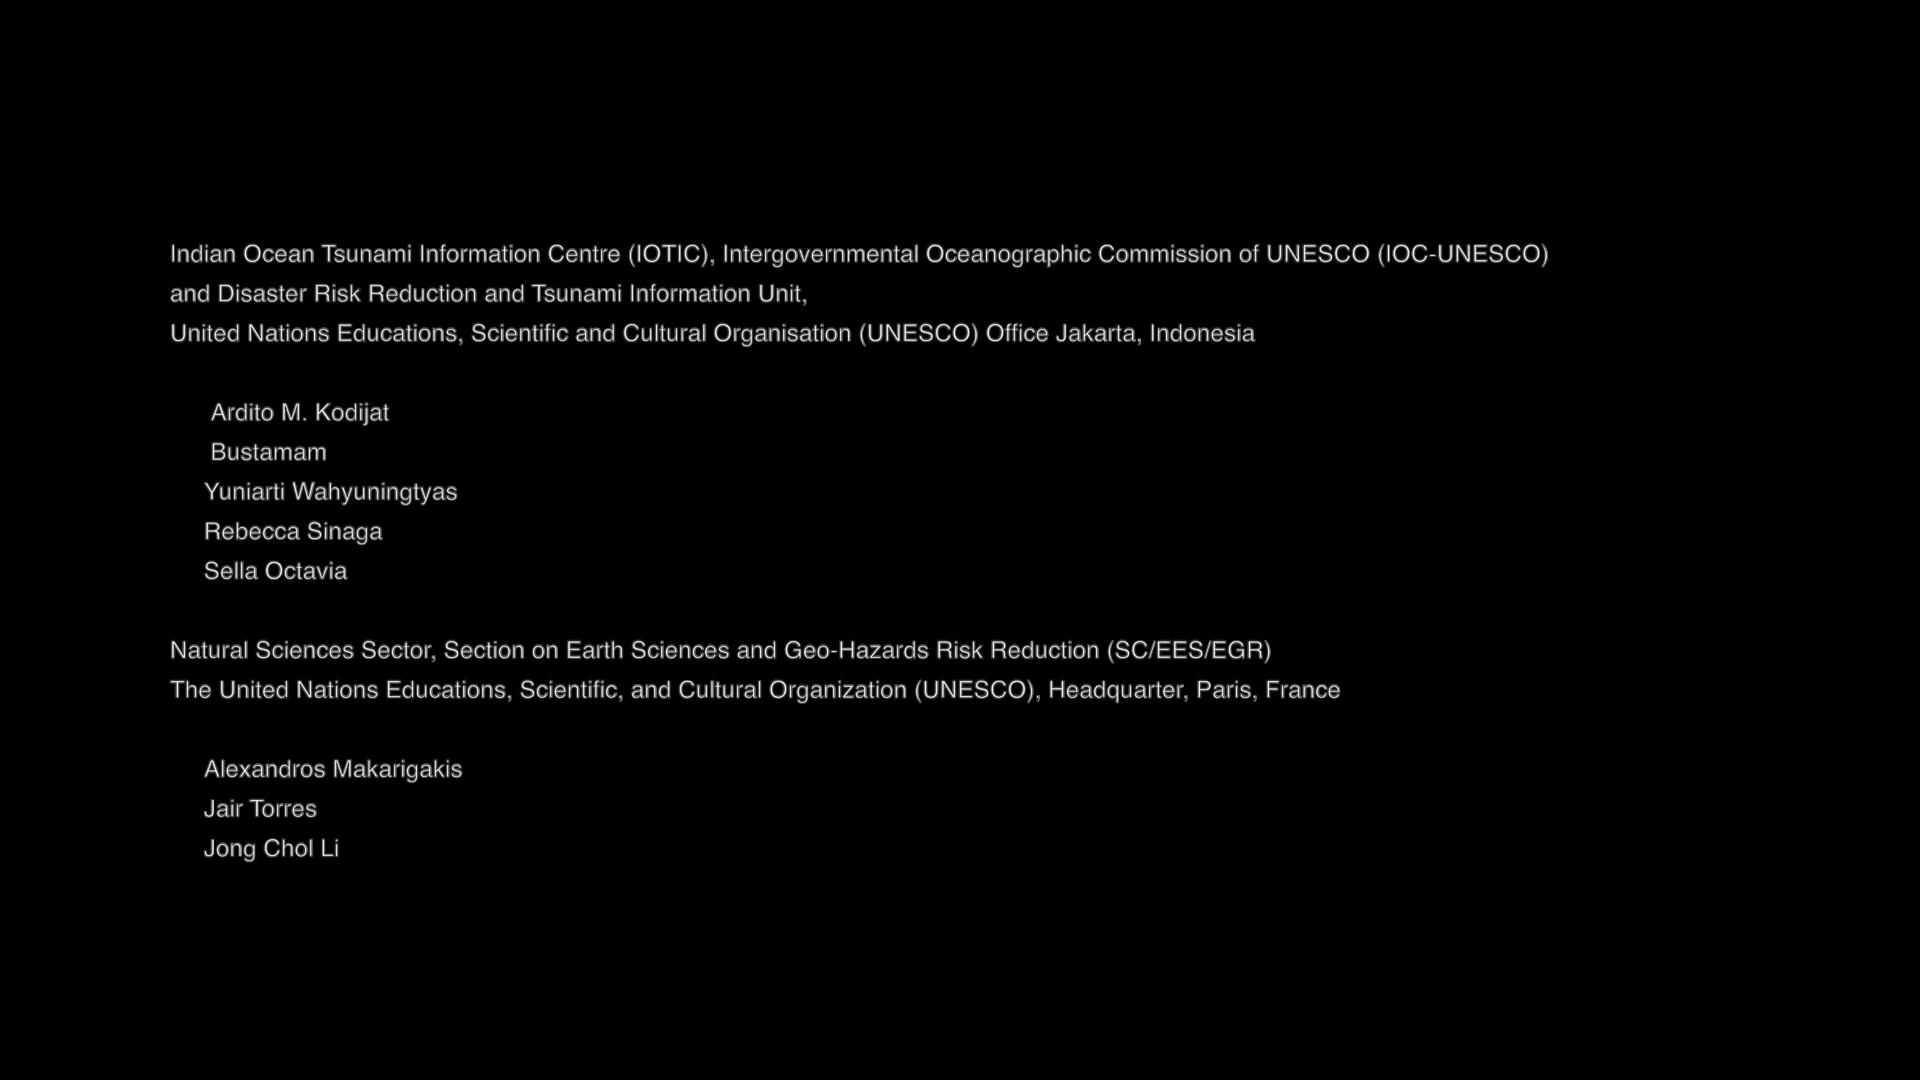 Indian Ocean Tsunami Information Centre (IOTIC), Intergovernmental Oceanographic Commission of UNESCO (IOC-UNESCO)
and Disaster Risk Reduction and Tsunami Information Unit,
United Nations Educations, Scientific and Cultural Organisation (UNESCO) Office Jakarta, Indonesia
Ardito M. Kodijat
Bustamam
Yuniarti Wahyuningtyas
Rebecca Sinaga
Sella Octavia
Natural Sciences Sector, Section on Earth Sciences and Geo-Hazards Risk Reduction (SC/EES/EGR)
The United Nations Educations, Scientific, and Cultural Organization (UNESCO), Headquarter, Paris, France
Alexandros Makarigakis
Jair Torres
Jong Chol Li